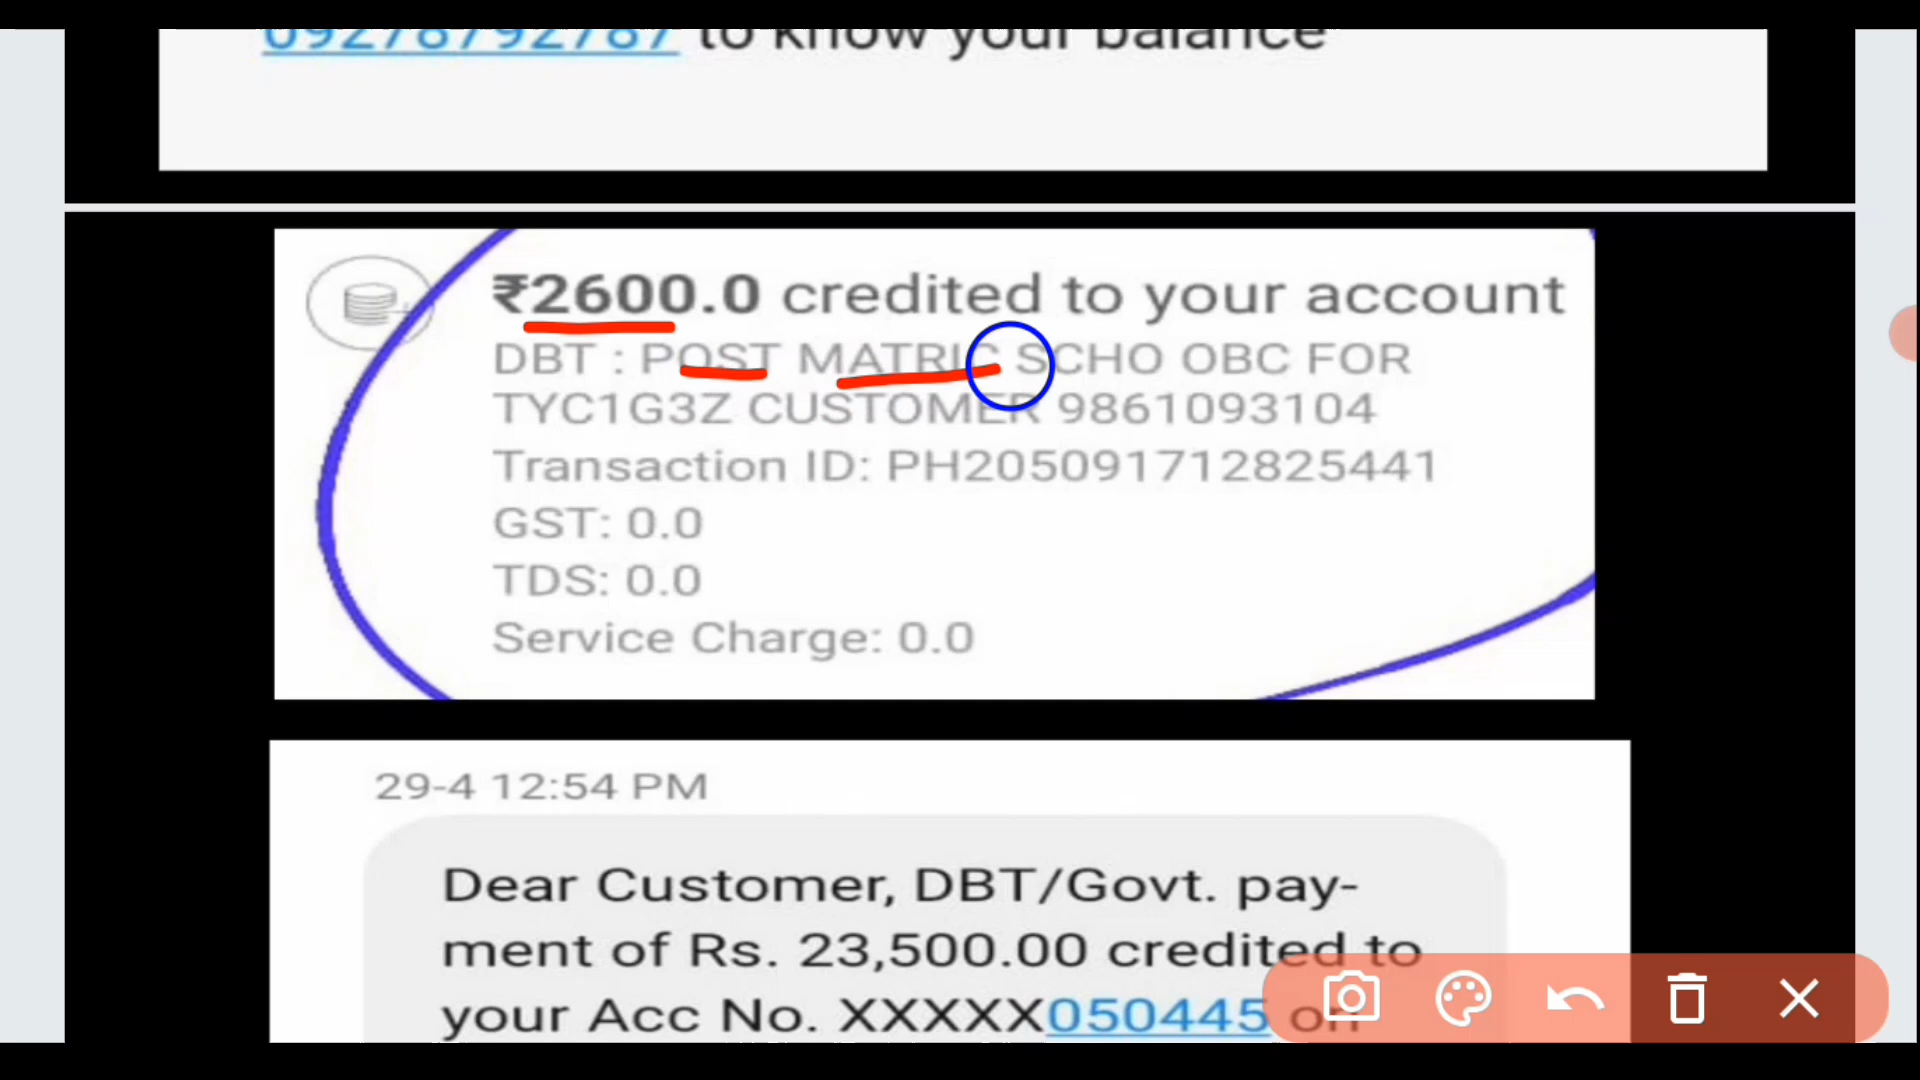 09278792787 to know your balance
₹2600.0 credited to your account
DBT : POST MATRIC SCHO OBC FOR
TYC1G3Z CUSTOMER 9861093104
Transaction ID: PH205091712825441
GST: 0.0
TDS: 0.0
Service Charge: 0.0
29-4 12:54 PM
Dear Customer, DBT/Govt. pay-
ment of Rs. 23,500.00 credited to
your Acc No. XXXXX050445 on